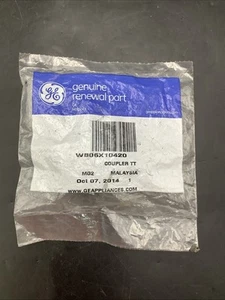 GE
genuine
renewal part
WB06X10420
COUPLER TT
M02 MALAYSIA
Oct 07, 2014 1
WWW.GEAPPLIANCES.COM